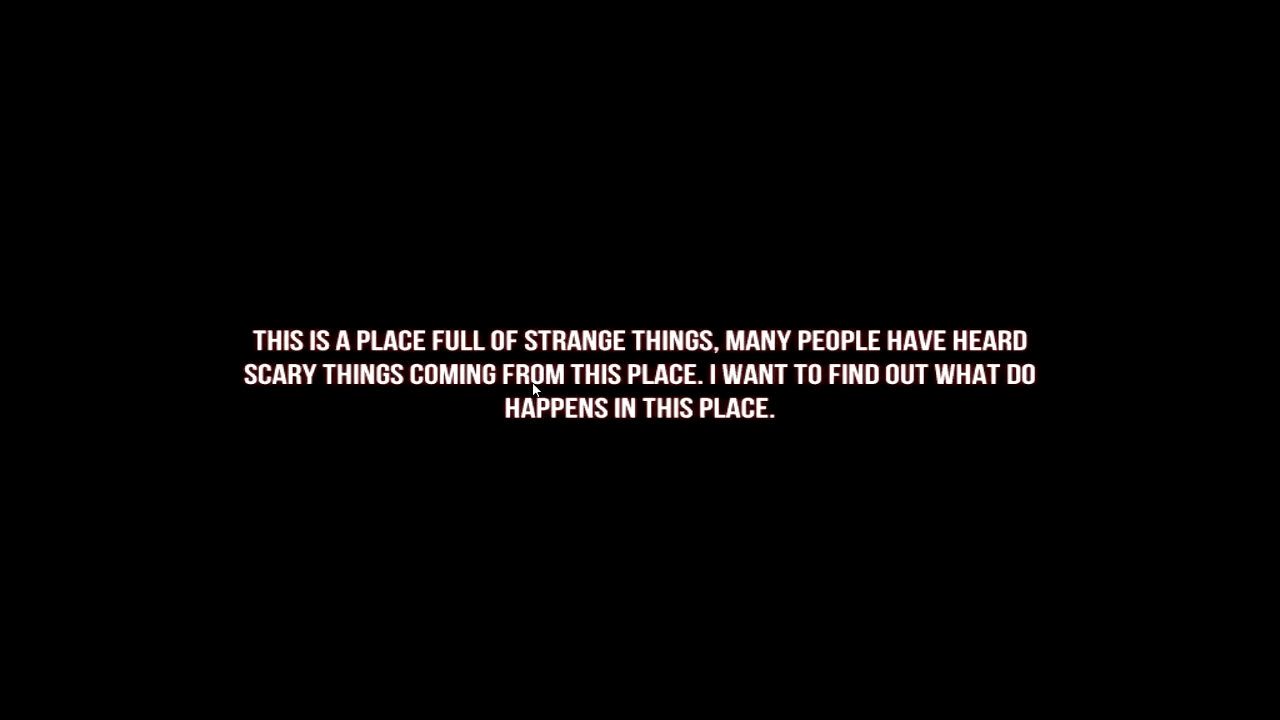 THIS IS A PLACE FULL OF STRANGE THINGS, MANY PEOPLE HAVE HEARD
SCARY THINGS COMING FROM THIS PLACE. I WANT TO FIND OUT WHAT DO
HAPPENS IN THIS PLACE.